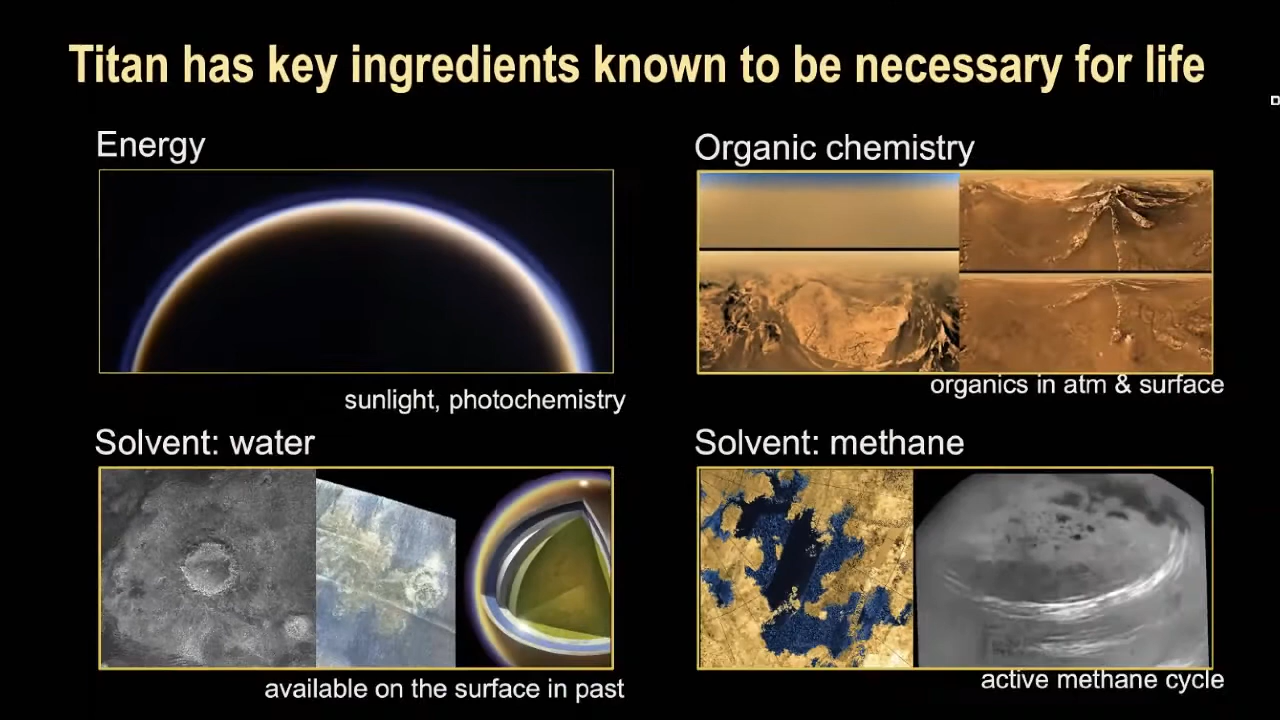 Titan has key ingredients known to be necessary for life
Energy
sunlight, photochemistry
Organic chemistry
organics in atm & surface
Solvent: water
available on the surface in past
Solvent: methane
active methane cycle